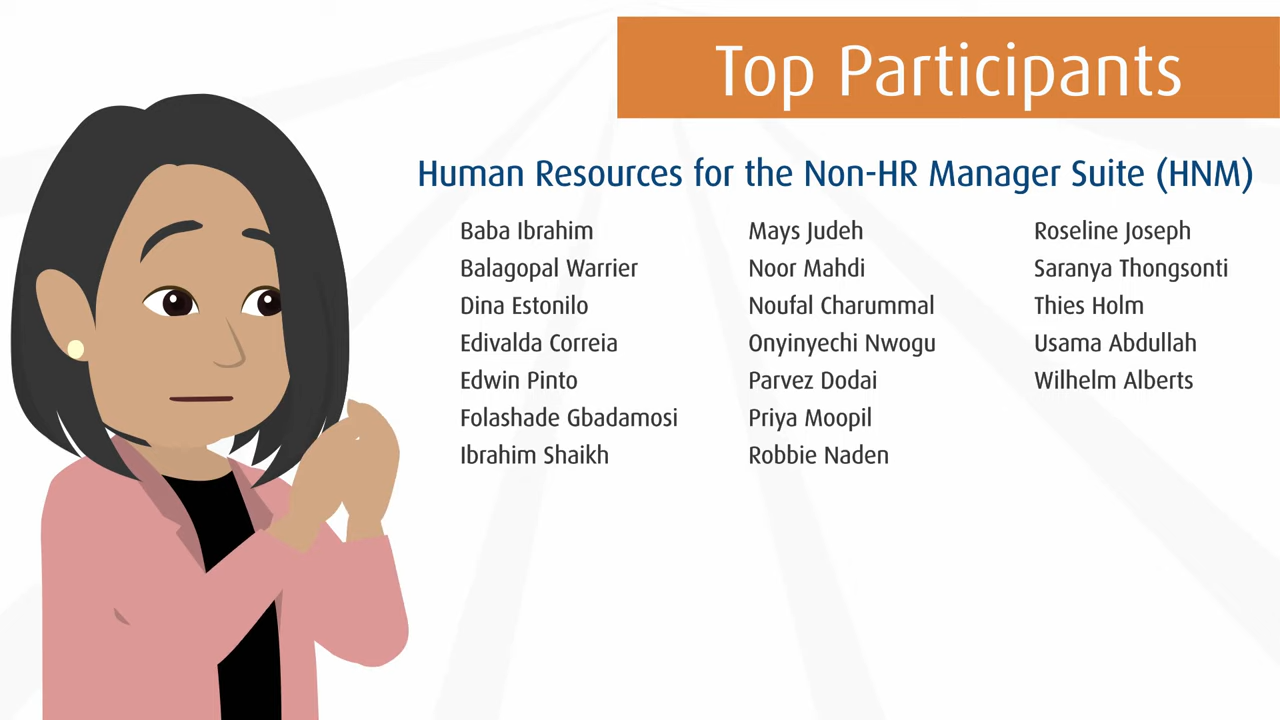 Top Participants
Human Resources for the Non-HR Manager Suite (HNM)
Baba Ibrahim
Balagopal Warrier
Dina Estonilo
Edivalda Correia
Edwin Pinto
Folashade Gbadamosi
Ibrahim Shaikh
Mays Judeh
Noor Mahdi
Noufal Charummal
Onyinyechi Nwogu
Parvez Dodai
Priya Moopil
Robbie Naden
Roseline Joseph
Saranya Thongsonti
Thies Holm
Usama Abdullah
Wilhelm Alberts